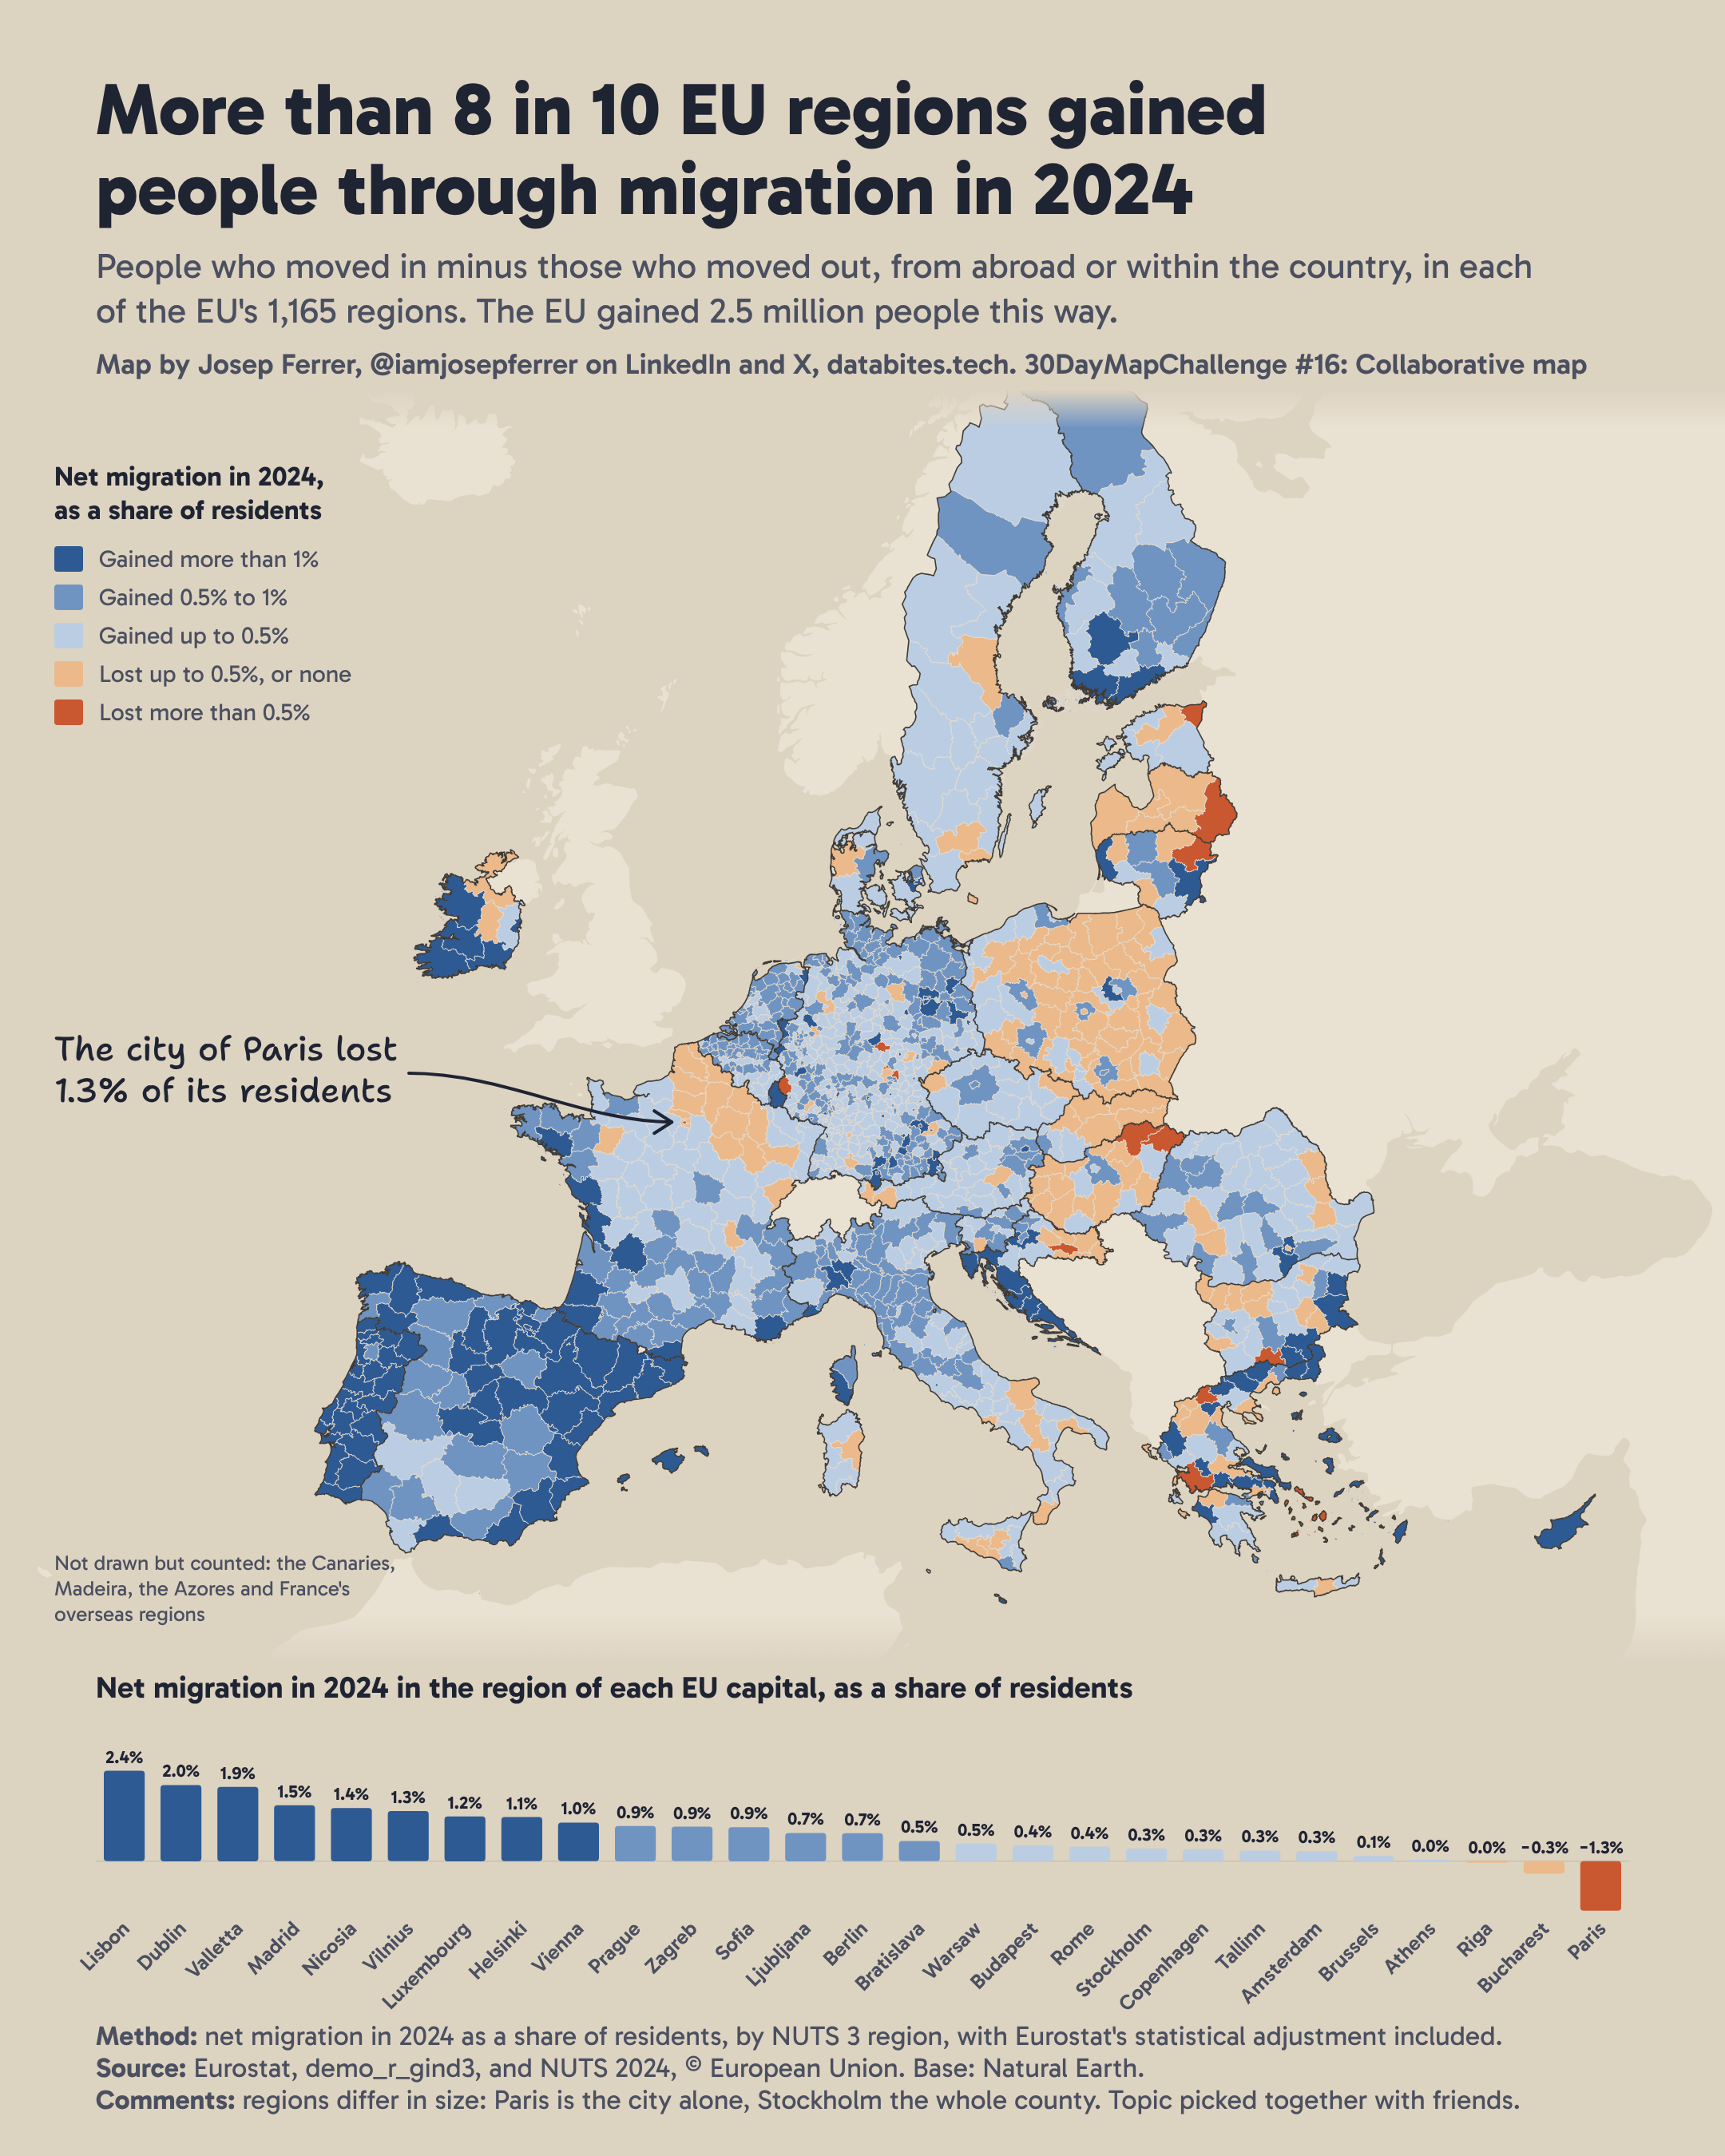 More than 8 in 10 EU regions gained
people through migration in 2024
People who moved in minus those who moved out, from abroad or within the country, in each
of the EU's 1,165 regions. The EU gained 2.5 million people this way.
Map by Josep Ferrer, @iamjosepferrer on LinkedIn and X, databites.tech. 30DayMapChallenge #16: Collaborative map
Net migration in 2024,
as a share of residents
Gained more than 1%
Gained 0.5% to 1%
Gained up to 0.5%
Lost up to 0.5%, or none
Lost more than 0.5%
The city of Paris lost
1.3% of its residents
Not drawn but counted: the Canaries,
Madeira, the Azores and France's
overseas regions
Net migration in 2024 in the region of each EU capital, as a share of residents
2.4% 2.0% 1.9% 1.5% 1.4% 1.3% 1.2% 1.1% 1.0% 0.9% 0.9% 0.9% 0.7% 0.7% 0.5% 0.5% 0.4% 0.4% 0.3% 0.3% 0.3% 0.3% 0.1% 0.0% 0.0% −0.3% −1.3%
Lisbon Dublin Valletta Madrid Nicosia Vilnius Luxembourg Helsinki Vienna Prague Zagreb Sofia Ljubljana Berlin Bratislava Warsaw Budapest Rome Stockholm Copenhagen Tallinn Amsterdam Brussels Athens Riga Bucharest Paris
Method: net migration in 2024 as a share of residents, by NUTS 3 region, with Eurostat's statistical adjustment included.
Source: Eurostat, demo_r_gind3, and NUTS 2024, © European Union. Base: Natural Earth.
Comments: regions differ in size: Paris is the city alone, Stockholm the whole county. Topic picked together with friends.